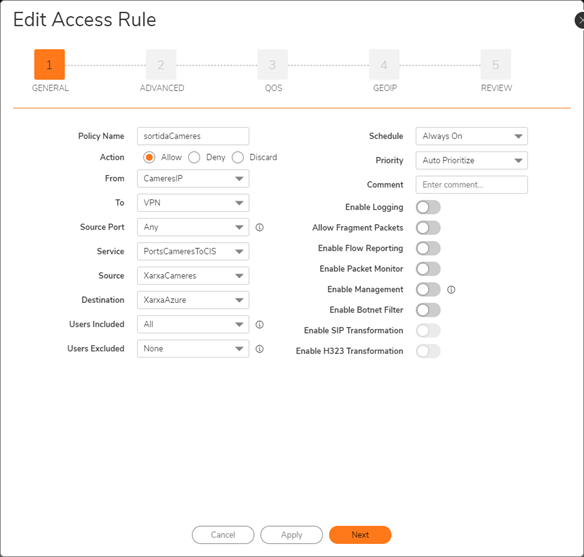 Edit Access Rule
1
2
3
4
5
GENERAL
ADVANCED
QOS
GEOIP
REVIEW
Policy Name
sortidaCameres
Action
Allow
Deny
Discard
From
CameresIP
To
VPN
Source Port
Any
Service
PortsCameresToCIS
Source
XarxaCameres
Destination
XarxaAzure
Users Included
All
Users Excluded
None
Schedule
Always On
Priority
Auto Prioritize
Comment
Enter comment...
Enable Logging
Allow Fragment Packets
Enable Flow Reporting
Enable Packet Monitor
Enable Management
Enable Botnet Filter
Enable SIP Transformation
Enable H323 Transformation
Cancel
Apply
Next